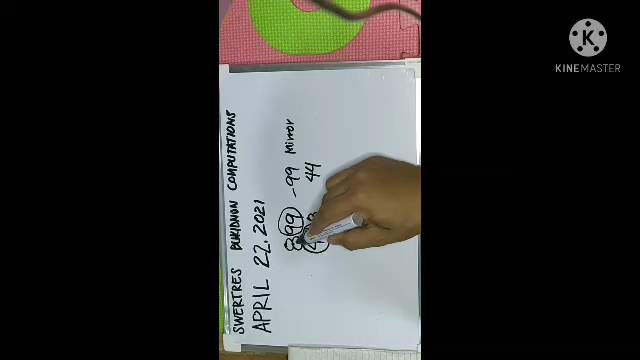 SWERTRES BUKIDNON COMPUTATIONS
APRIL 22, 2021
899 - 99 Mirror
44
K
KINEMASTER